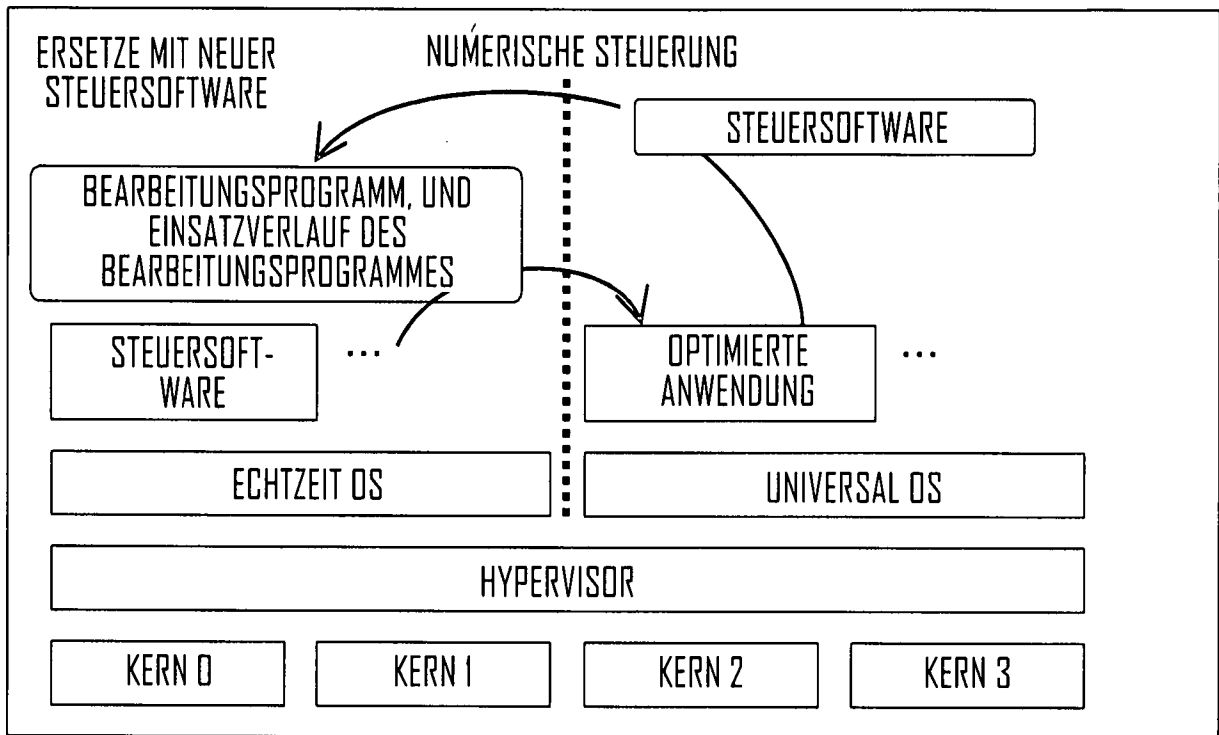 ERSETZE MIT NEUER
STEUERSOFTWARE
NUMERISCHE STEUERUNG
STEUERSOFTWARE
BEARBEITUNGSPROGRAMM, UND
EINSATZVERLAUF DES
BEARBEITUNGSPROGRAMMES
STEUERSOFT-
WARE
...
OPTIMIERTE
ANWENDUNG
...
ECHTZEIT OS
UNIVERSAL OS
HYPERVISOR
KERN 0
KERN 1
KERN 2
KERN 3